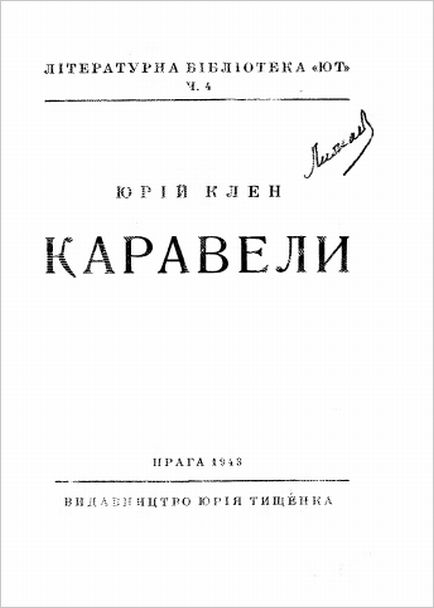 ЛІТЕРАТУРНА БІБЛІОТЕКА «ЮТ»
Ч. 4
ЮРІЙ КЛЕН
КАРАВЕЛИ
ПРАГА 1943
ВИДАВНИЦТВО ЮРІЯ ТИЩЕНКА